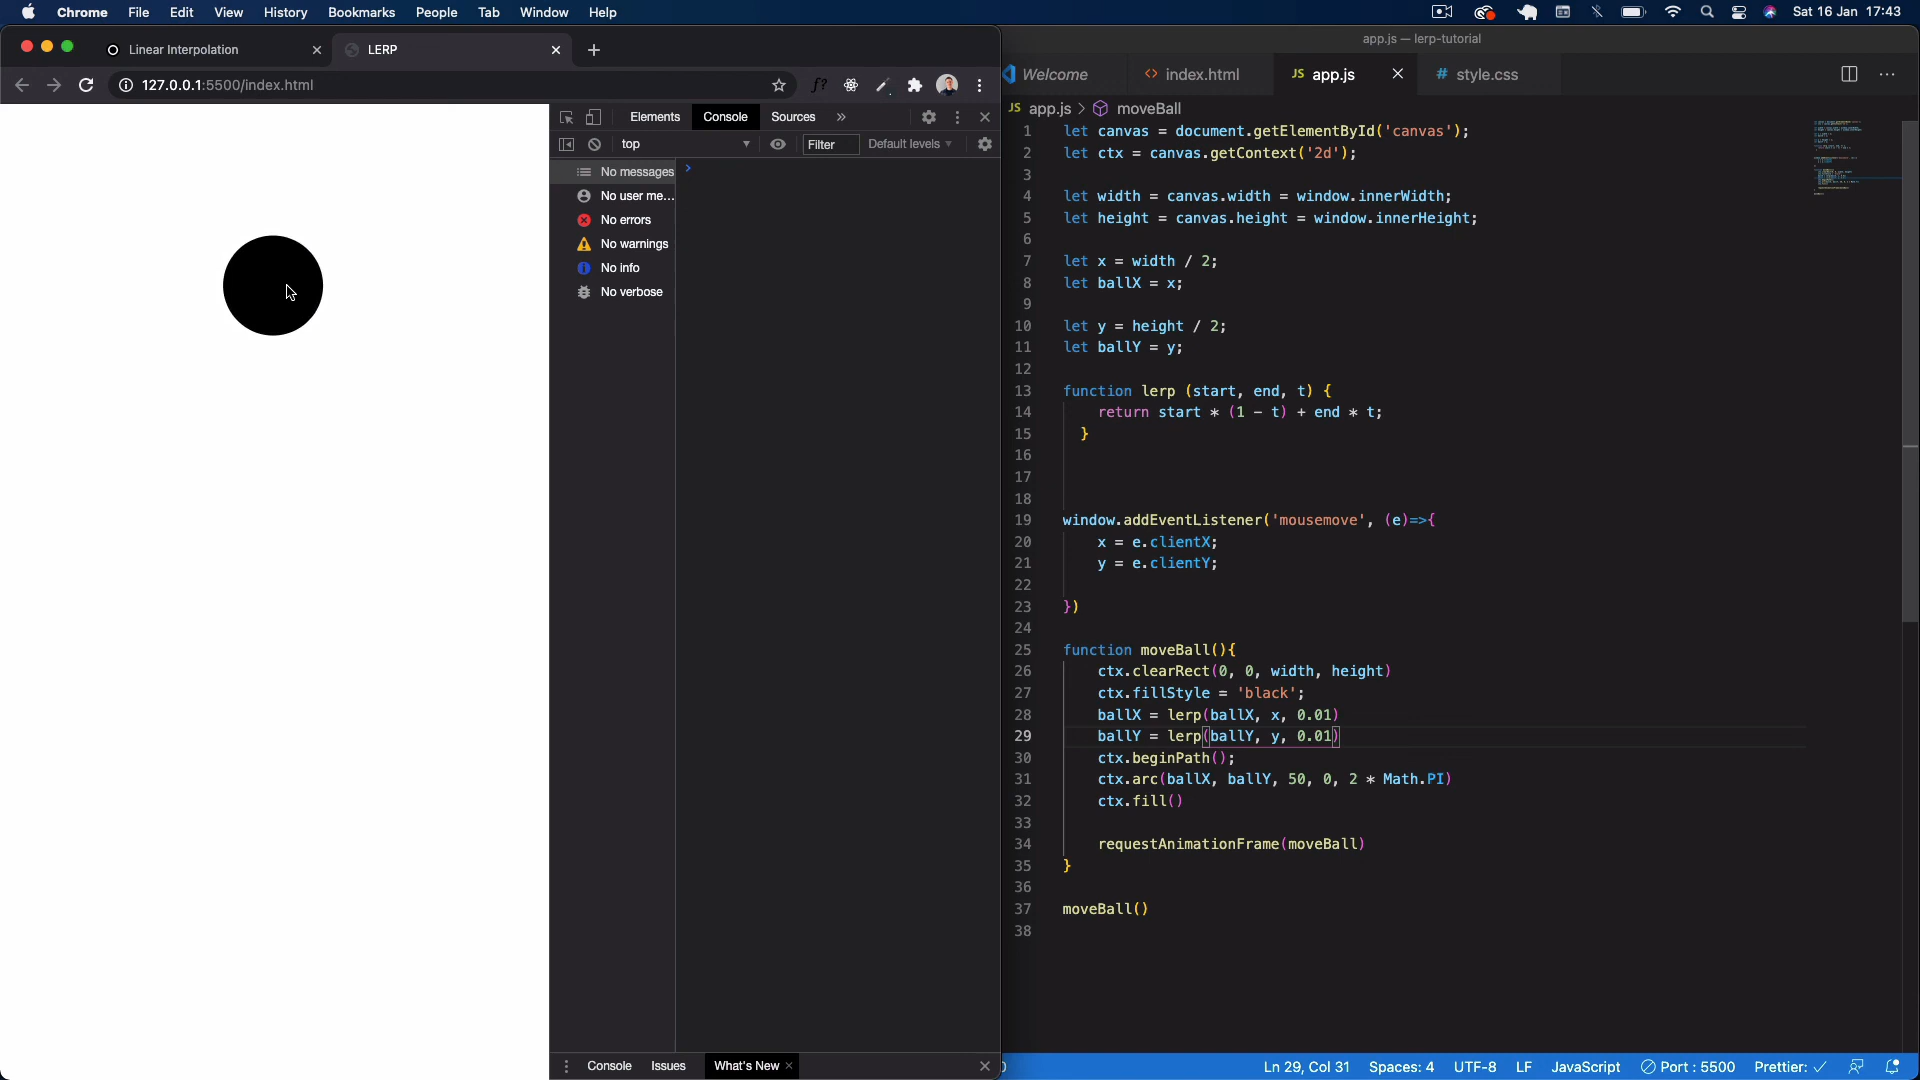 Chrome File Edit View History Bookmarks People Tab Window Help Sat 16 Jan 17:43
Linear Interpolation
LERP
127.0.0.1:5500/index.html
f?
Elements Console Sources »
top Filter Default levels
No messages
No user me...
No errors
No warnings
No info
No verbose
Console Issues What's New
app.js — lerp-tutorial
Welcome index.html JS app.js # style.css
JS app.js > moveBall
1 let canvas = document.getElementById('canvas');
2 let ctx = canvas.getContext('2d');
3
4 let width = canvas.width = window.innerWidth;
5 let height = canvas.height = window.innerHeight;
6
7 let x = width / 2;
8 let ballX = x;
9
10 let y = height / 2;
11 let ballY = y;
12
13 function lerp (start, end, t) {
14 return start * (1 - t) + end * t;
15 }
16
17
18
19 window.addEventListener('mousemove', (e)=>{
20 x = e.clientX;
21 y = e.clientY;
22
23 })
24
25 function moveBall(){
26 ctx.clearRect(0, 0, width, height)
27 ctx.fillStyle = 'black';
28 ballX = lerp(ballX, x, 0.01)
29 ballY = lerp(ballY, y, 0.01)
30 ctx.beginPath();
31 ctx.arc(ballX, ballY, 50, 0, 2 * Math.PI)
32 ctx.fill()
33
34 requestAnimationFrame(moveBall)
35 }
36
37 moveBall()
38
Ln 29, Col 31 Spaces: 4 UTF-8 LF JavaScript Port : 5500 Prettier: ✓